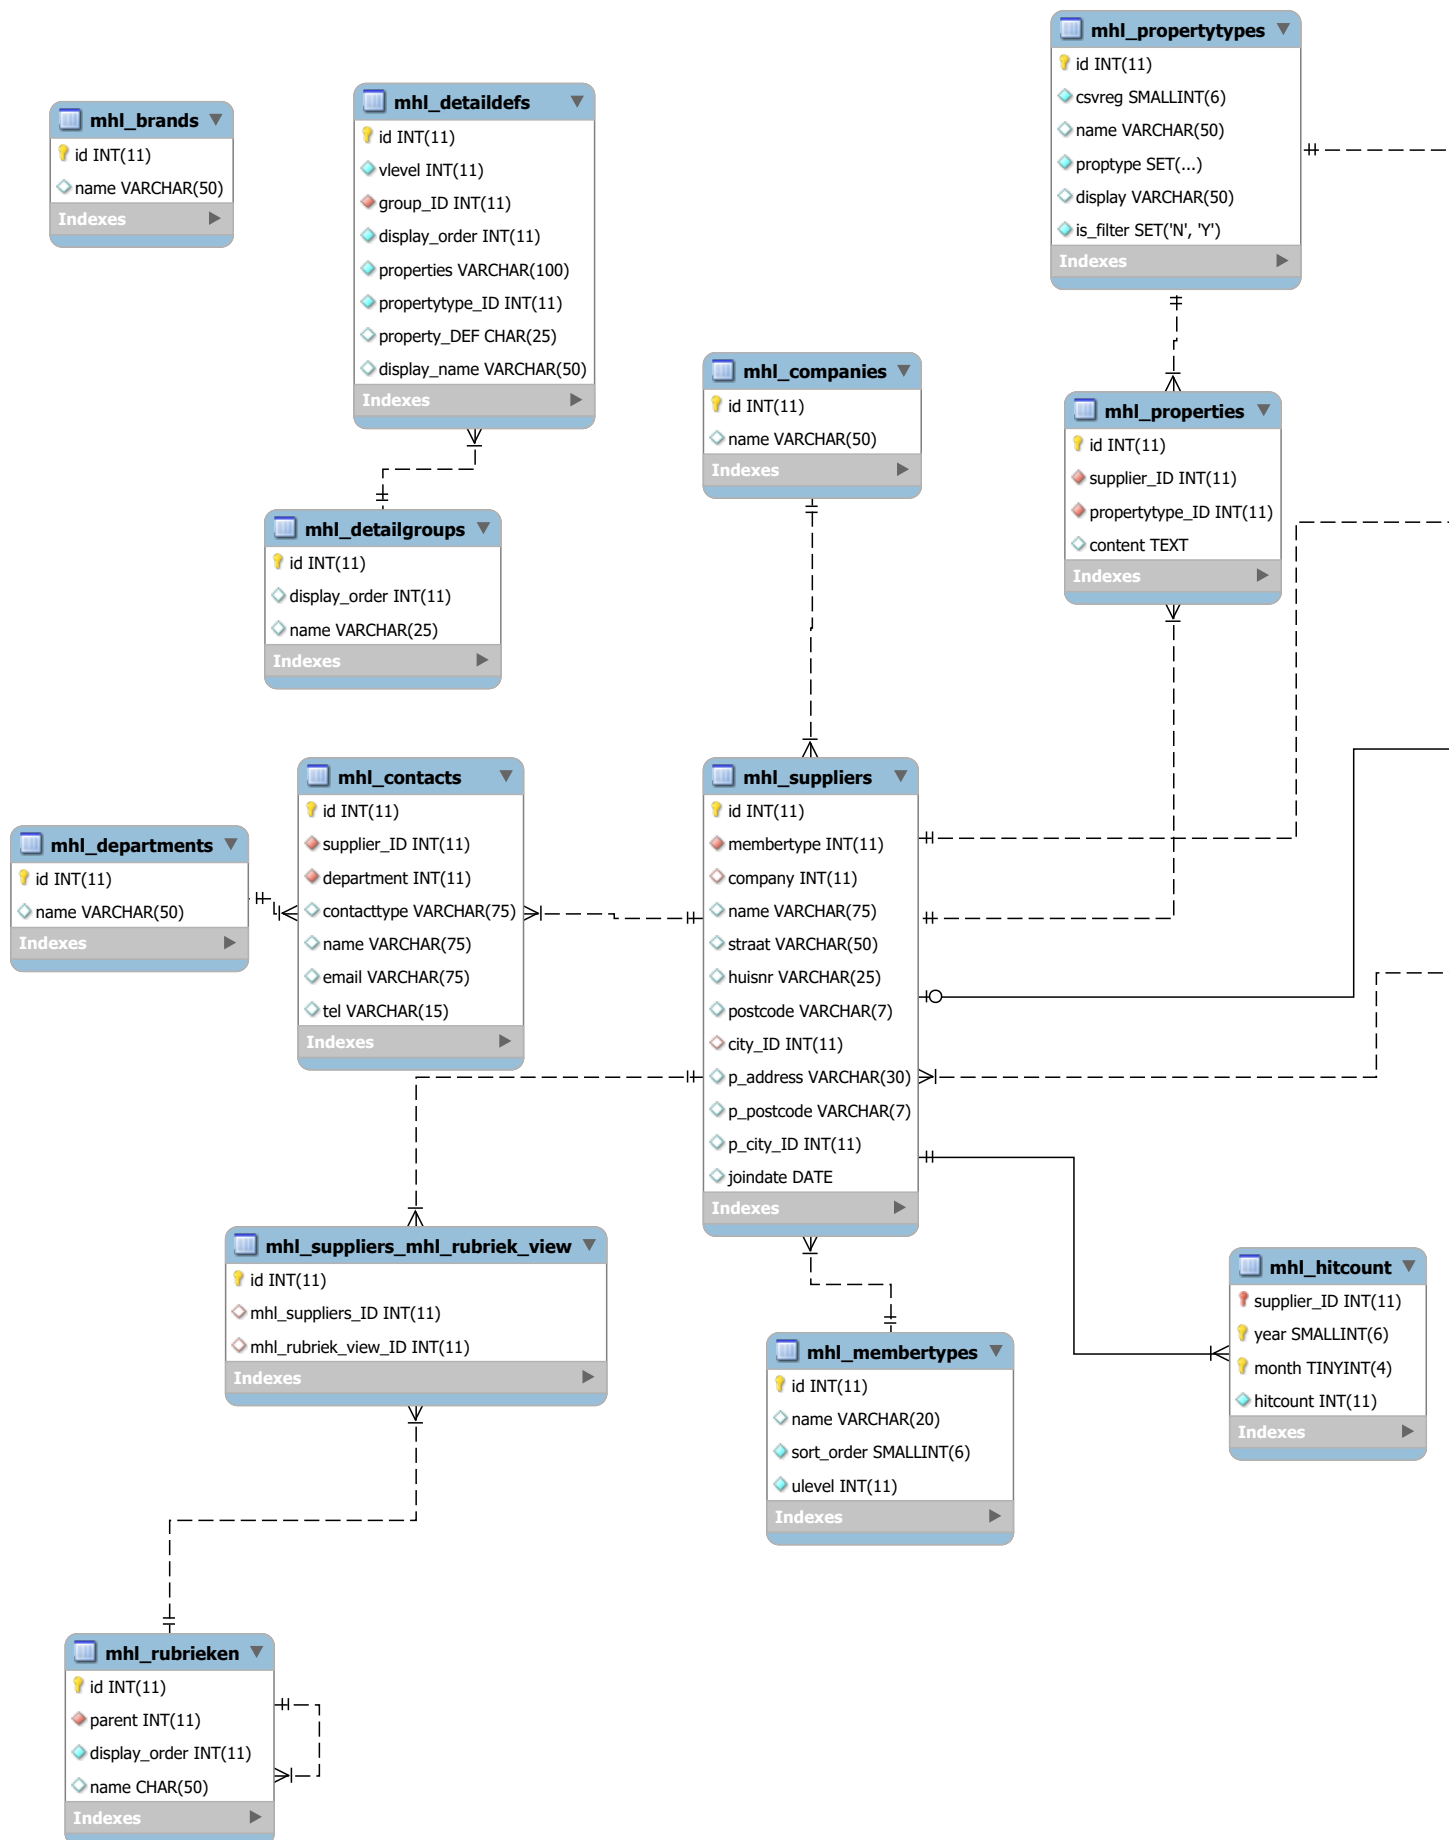 mhl_brands
id INT(11)
name VARCHAR(50)
Indexes
mhl_detaildefs
id INT(11)
vlevel INT(11)
group_ID INT(11)
display_order INT(11)
properties VARCHAR(100)
propertytype_ID INT(11)
property_DEF CHAR(25)
display_name VARCHAR(50)
Indexes
mhl_propertytypes
id INT(11)
csvreg SMALLINT(6)
name VARCHAR(50)
proptype SET(...)
display VARCHAR(50)
is_filter SET('N', 'Y')
Indexes
mhl_companies
id INT(11)
name VARCHAR(50)
Indexes
mhl_properties
id INT(11)
supplier_ID INT(11)
propertytype_ID INT(11)
content TEXT
Indexes
mhl_detailgroups
id INT(11)
display_order INT(11)
name VARCHAR(25)
Indexes
mhl_departments
id INT(11)
name VARCHAR(50)
Indexes
mhl_contacts
id INT(11)
supplier_ID INT(11)
department INT(11)
contacttype VARCHAR(75)
name VARCHAR(75)
email VARCHAR(75)
tel VARCHAR(15)
Indexes
mhl_suppliers
id INT(11)
membertype INT(11)
company INT(11)
name VARCHAR(75)
straat VARCHAR(50)
huisnr VARCHAR(25)
postcode VARCHAR(7)
city_ID INT(11)
p_address VARCHAR(30)
p_postcode VARCHAR(7)
p_city_ID INT(11)
joindate DATE
Indexes
mhl_suppliers_mhl_rubriek_view
id INT(11)
mhl_suppliers_ID INT(11)
mhl_rubriek_view_ID INT(11)
Indexes
mhl_membertypes
id INT(11)
name VARCHAR(20)
sort_order SMALLINT(6)
ulevel INT(11)
Indexes
mhl_hitcount
supplier_ID INT(11)
year SMALLINT(6)
month TINYINT(4)
hitcount INT(11)
Indexes
mhl_rubrieken
id INT(11)
parent INT(11)
display_order INT(11)
name CHAR(50)
Indexes